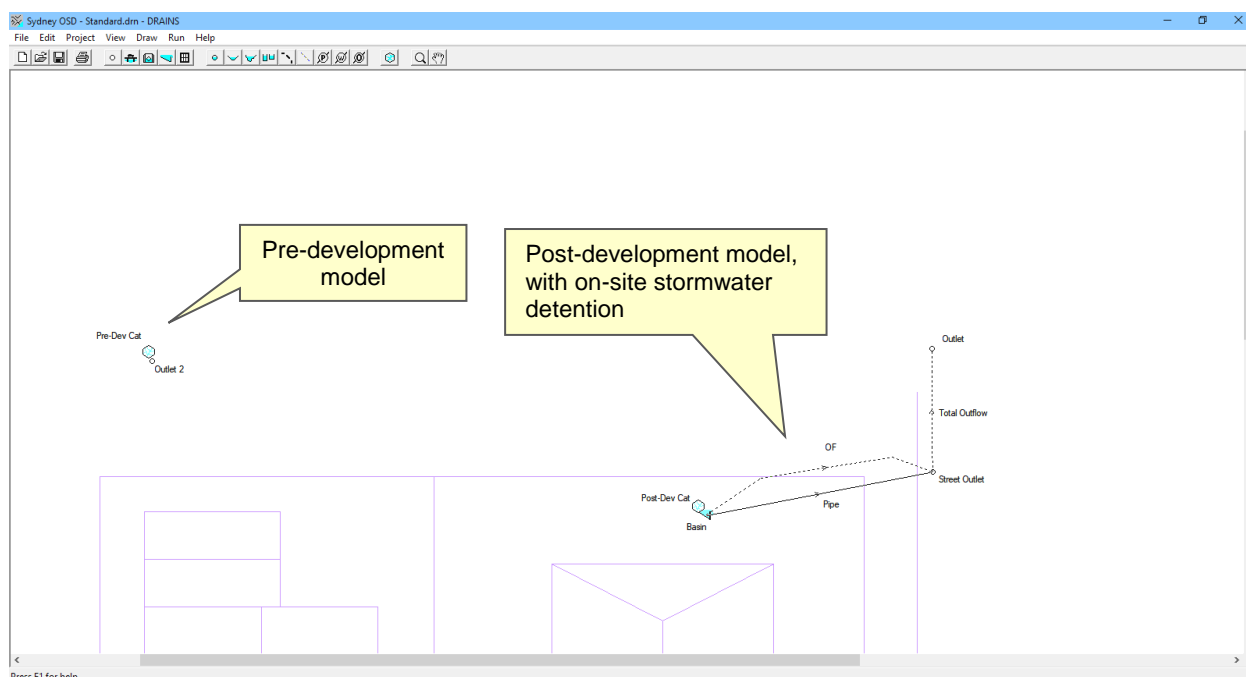 Sydney OSD - Standard.drn - DRAINS
File Edit Project View Draw Run Help
Pre-development
model
Post-development model,
with on-site stormwater
detention
Pre-Dev Cat
Outlet 2
Outlet
Total Outflow
OF
Street Outlet
Post-Dev Cat
Pipe
Basin
Press F1 for help